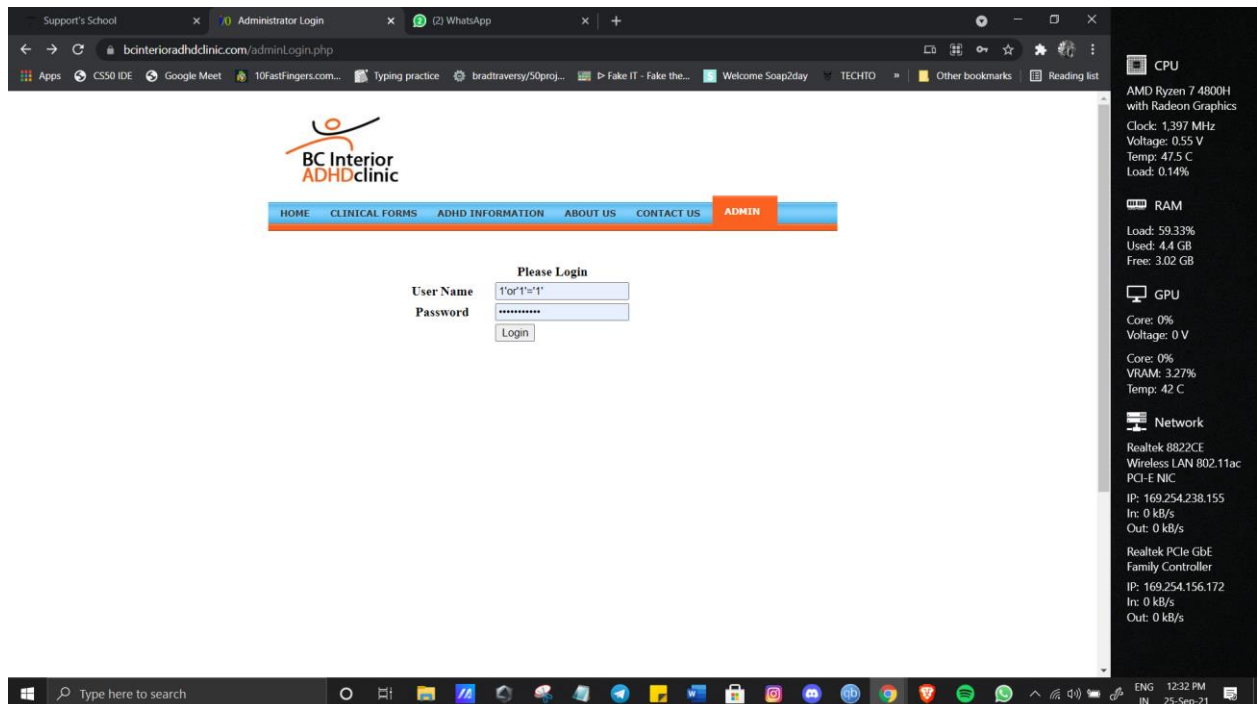 Support's School
Administrator Login
(2) WhatsApp
bcinterioradhdclinic.com/adminLogin.php
Apps CS50 IDE Google Meet 10FastFingers.com... Typing practice bradtraversy/50proj... Fake IT - Fake the... Welcome Soap2day TECHTO » Other bookmarks Reading list
BC Interior
ADHDclinic
HOME CLINICAL FORMS ADHD INFORMATION ABOUT US CONTACT US ADMIN
Please Login
User Name 1'or'1'='1'
Password •••••••••••
Login
CPU
AMD Ryzen 7 4800H
with Radeon Graphics
Clock: 1,397 MHz
Voltage: 0.55 V
Temp: 47.5 C
Load: 0.14%
RAM
Load: 59.33%
Used: 4.4 GB
Free: 3.02 GB
GPU
Core: 0%
Voltage: 0 V
Core: 0%
VRAM: 3.27%
Temp: 42 C
Network
Realtek 8822CE
Wireless LAN 802.11ac
PCI-E NIC
IP: 169.254.238.155
In: 0 kB/s
Out: 0 kB/s
Realtek PCIe GbE
Family Controller
IP: 169.254.156.172
In: 0 kB/s
Out: 0 kB/s
Type here to search
ENG 12:32 PM
IN 25-Sep-21